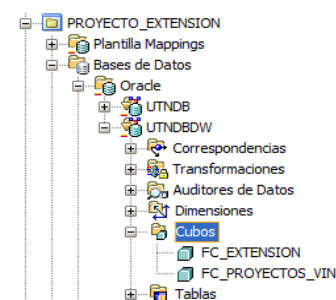 PROYECTO_EXTENSION
Plantilla Mappings
Bases de Datos
Oracle
UTNDB
UTNDBDW
Correspondencias
Transformaciones
Auditores de Datos
Dimensiones
Cubos
FC_EXTENSION
FC_PROYECTOS_VIN
Tablas